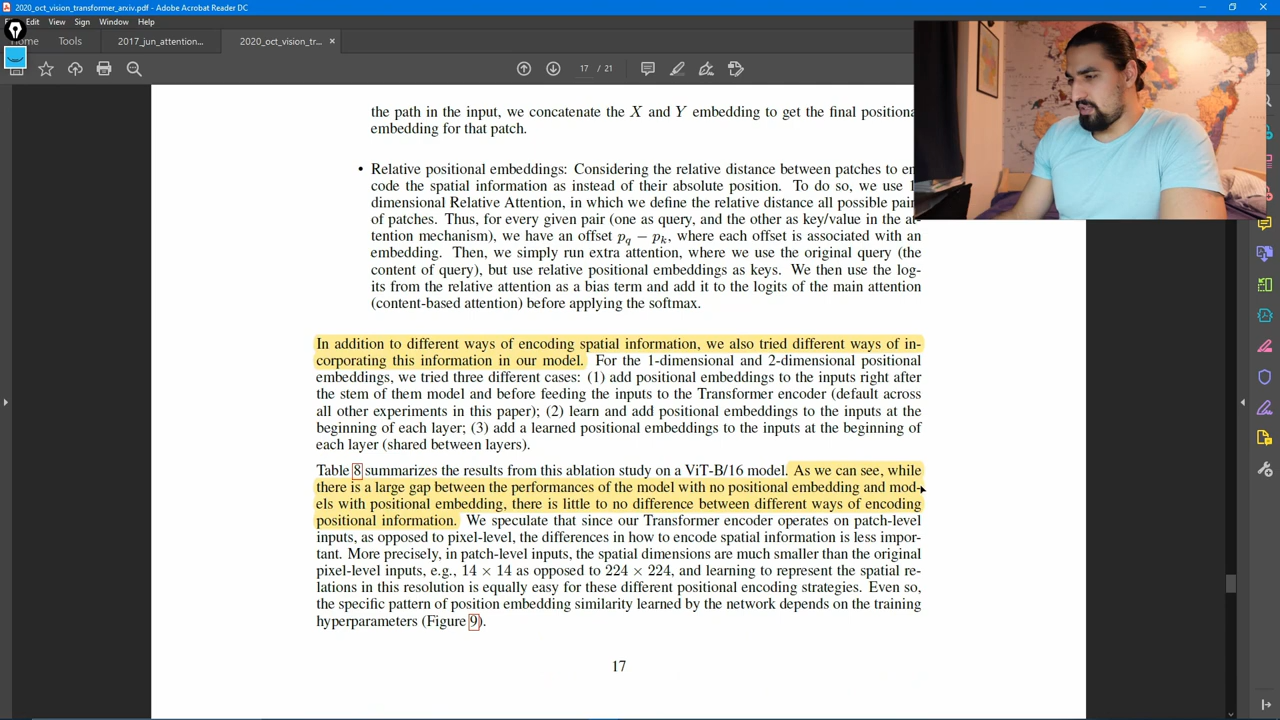 2020_oct_vision_transformer_arxiv.pdf - Adobe Acrobat Reader DC
Edit View Sign Window Help
Home Tools 2017_jun_attention... 2020_oct_vision_tr... ×
17 / 21
the path in the input, we concatenate the X and Y embedding to get the final positiona
embedding for that patch.
• Relative positional embeddings: Considering the relative distance between patches to en
code the spatial information as instead of their absolute position. To do so, we use 1
dimensional Relative Attention, in which we define the relative distance all possible pair
of patches. Thus, for every given pair (one as query, and the other as key/value in the at
tention mechanism), we have an offset pq − pk, where each offset is associated with an
embedding. Then, we simply run extra attention, where we use the original query (the
content of query), but use relative positional embeddings as keys. We then use the log-
its from the relative attention as a bias term and add it to the logits of the main attention
(content-based attention) before applying the softmax.
In addition to different ways of encoding spatial information, we also tried different ways of in-
corporating this information in our model. For the 1-dimensional and 2-dimensional positional
embeddings, we tried three different cases: (1) add positional embeddings to the inputs right after
the stem of them model and before feeding the inputs to the Transformer encoder (default across
all other experiments in this paper); (2) learn and add positional embeddings to the inputs at the
beginning of each layer; (3) add a learned positional embeddings to the inputs at the beginning of
each layer (shared between layers).
Table 8 summarizes the results from this ablation study on a ViT-B/16 model. As we can see, while
there is a large gap between the performances of the model with no positional embedding and mod-
els with positional embedding, there is little to no difference between different ways of encoding
positional information. We speculate that since our Transformer encoder operates on patch-level
inputs, as opposed to pixel-level, the differences in how to encode spatial information is less impor-
tant. More precisely, in patch-level inputs, the spatial dimensions are much smaller than the original
pixel-level inputs, e.g., 14 × 14 as opposed to 224 × 224, and learning to represent the spatial re-
lations in this resolution is equally easy for these different positional encoding strategies. Even so,
the specific pattern of position embedding similarity learned by the network depends on the training
hyperparameters (Figure 9).
17